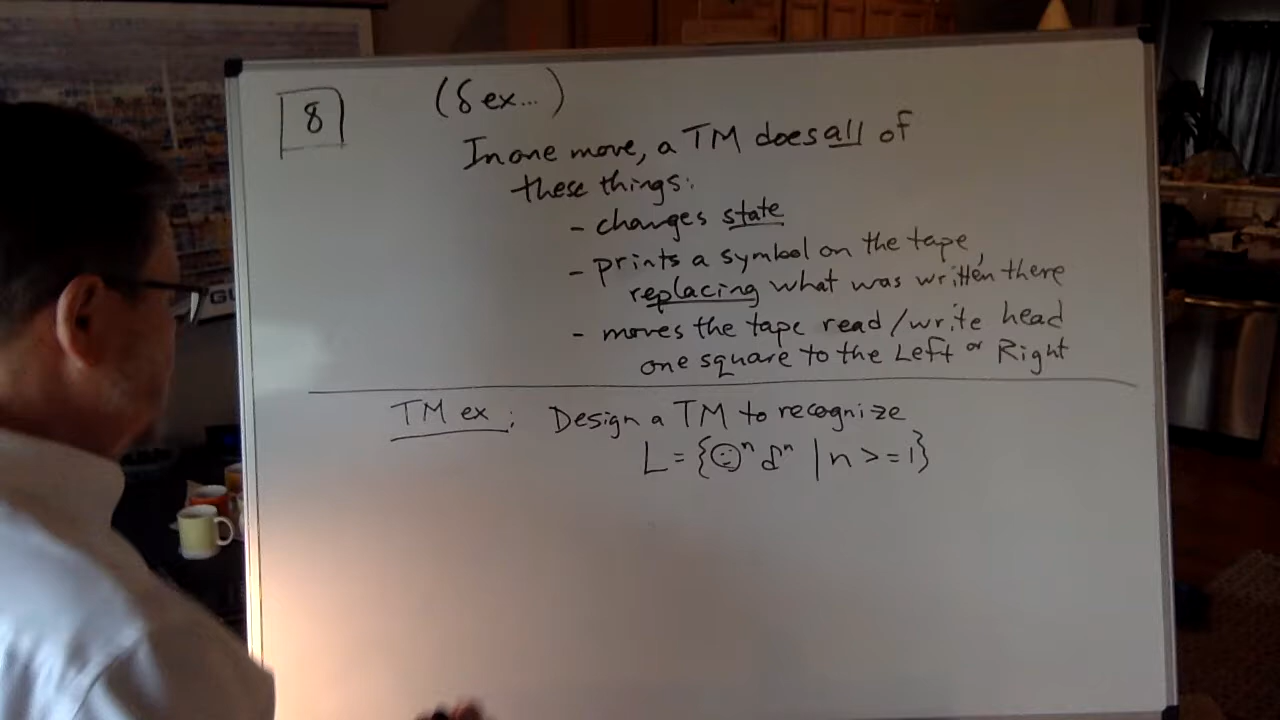 8
(δ ex...)
In one move, a TM does all of
these things:
- changes state
- prints a symbol on the tape,
replacing what was written there
- moves the tape read/write head
one square to the Left or Right
TM ex: Design a TM to recognize
L = {☺ⁿ δⁿ | n >= 1}